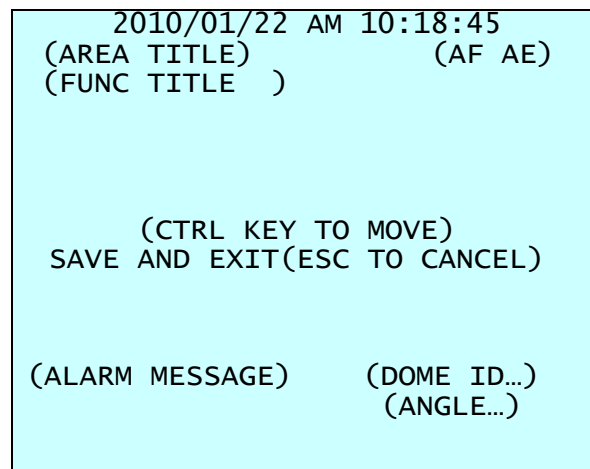 2010/01/22 AM 10:18:45
(AREA TITLE) (AF AE)
(FUNC TITLE )
(CTRL KEY TO MOVE)
SAVE AND EXIT(ESC TO CANCEL)
(ALARM MESSAGE) (DOME ID…)
(ANGLE…)